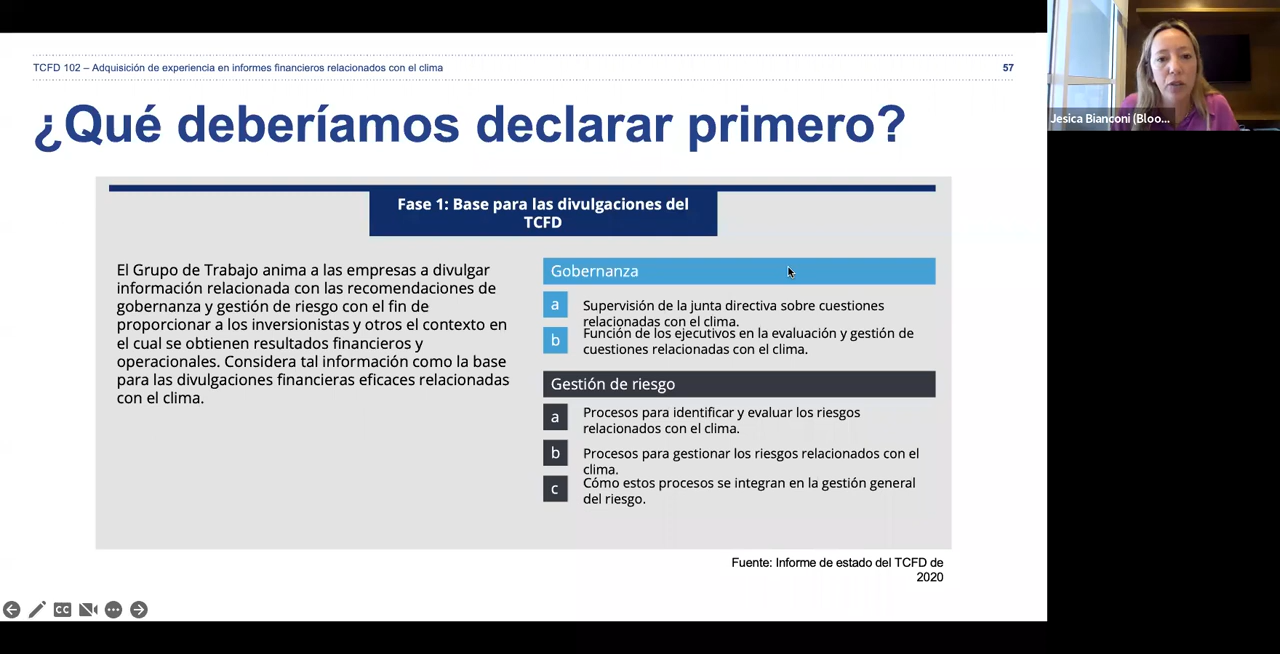 TCFD 102 – Adquisición de experiencia en informes financieros relacionados con el clima
57
¿Qué deberíamos declarar primero?
Fase 1: Base para las divulgaciones del
TCFD
El Grupo de Trabajo anima a las empresas a divulgar
información relacionada con las recomendaciones de
gobernanza y gestión de riesgo con el fin de
proporcionar a los inversionistas y otros el contexto en
el cual se obtienen resultados financieros y
operacionales. Considera tal información como la base
para las divulgaciones financieras eficaces relacionadas
con el clima.
Gobernanza
a
Supervisión de la junta directiva sobre cuestiones
relacionadas con el clima.
b
Función de los ejecutivos en la evaluación y gestión de
cuestiones relacionadas con el clima.
Gestión de riesgo
a
Procesos para identificar y evaluar los riesgos
relacionados con el clima.
b
Procesos para gestionar los riesgos relacionados con el
clima.
c
Cómo estos procesos se integran en la gestión general
del riesgo.
Fuente: Informe de estado del TCFD de
2020
CC
Jesica Bianconi (Bloo...